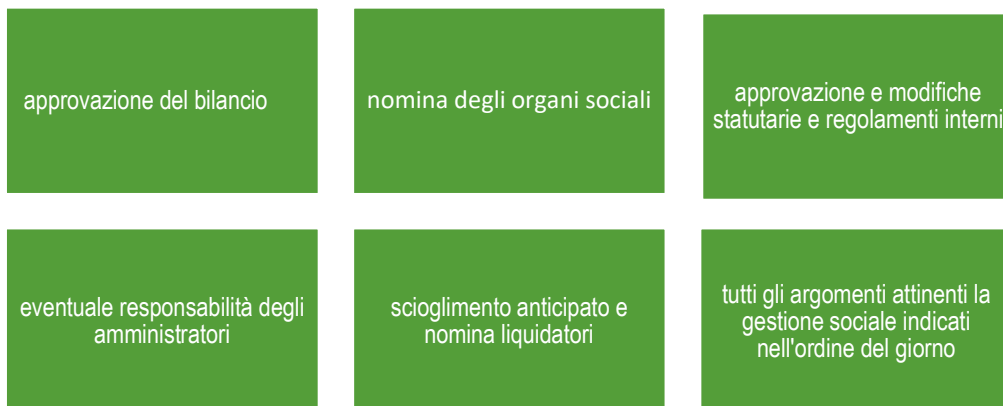 approvazione del bilancio
nomina degli organi sociali
approvazione e modifiche
statutarie e regolamenti interni
eventuale responsabilità degli
amministratori
scioglimento anticipato e
nomina liquidatori
tutti gli argomenti attinenti la
gestione sociale indicati
nell'ordine del giorno